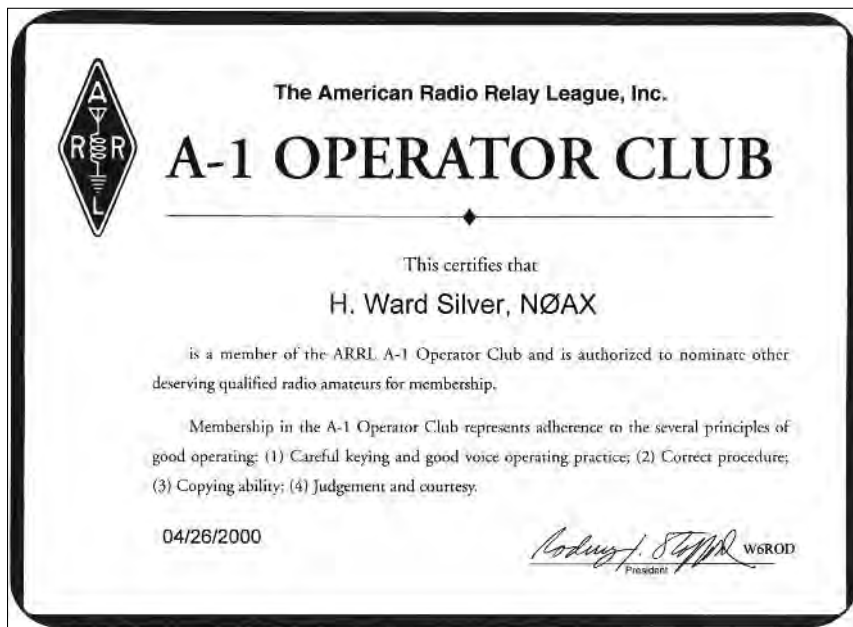 A
R R
L
The American Radio Relay League, Inc.
A-1 OPERATOR CLUB
This certifies that
H. Ward Silver, NØAX
is a member of the ARRL A-1 Operator Club and is authorized to nominate other
deserving qualified radio amateurs for membership.
Membership in the A-1 Operator Club represents adherence to the several principles of
good operating: (1) Careful keying and good voice operating practice; (2) Correct procedure;
(3) Copying ability; (4) Judgement and courtesy.
04/26/2000
Rodney J. Stafford W6ROD
President